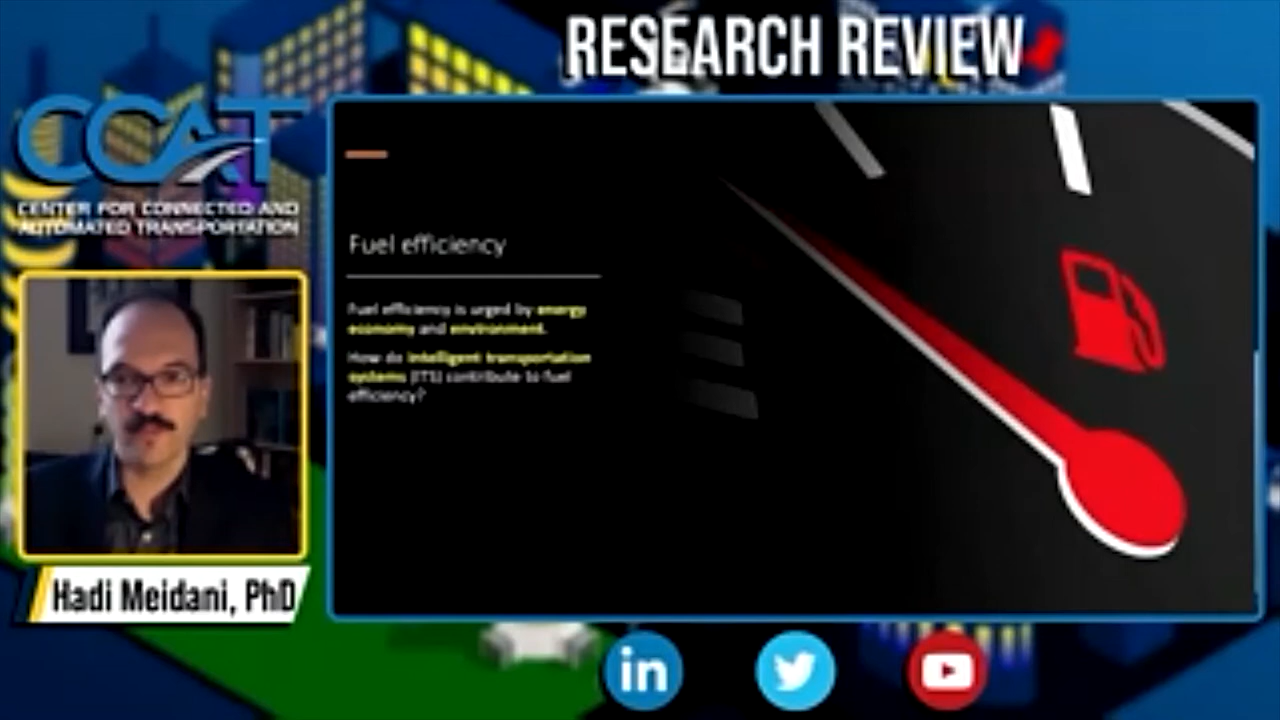 RESEARCH REVIEW
CCAT
CENTER FOR CONNECTED AND
AUTOMATED TRANSPORTATION
Fuel efficiency
Fuel efficiency is urged by energy
economy and environment.
How do intelligent transportation
systems (ITS) contribute to fuel
efficiency?
Hadi Meidani, PhD
in